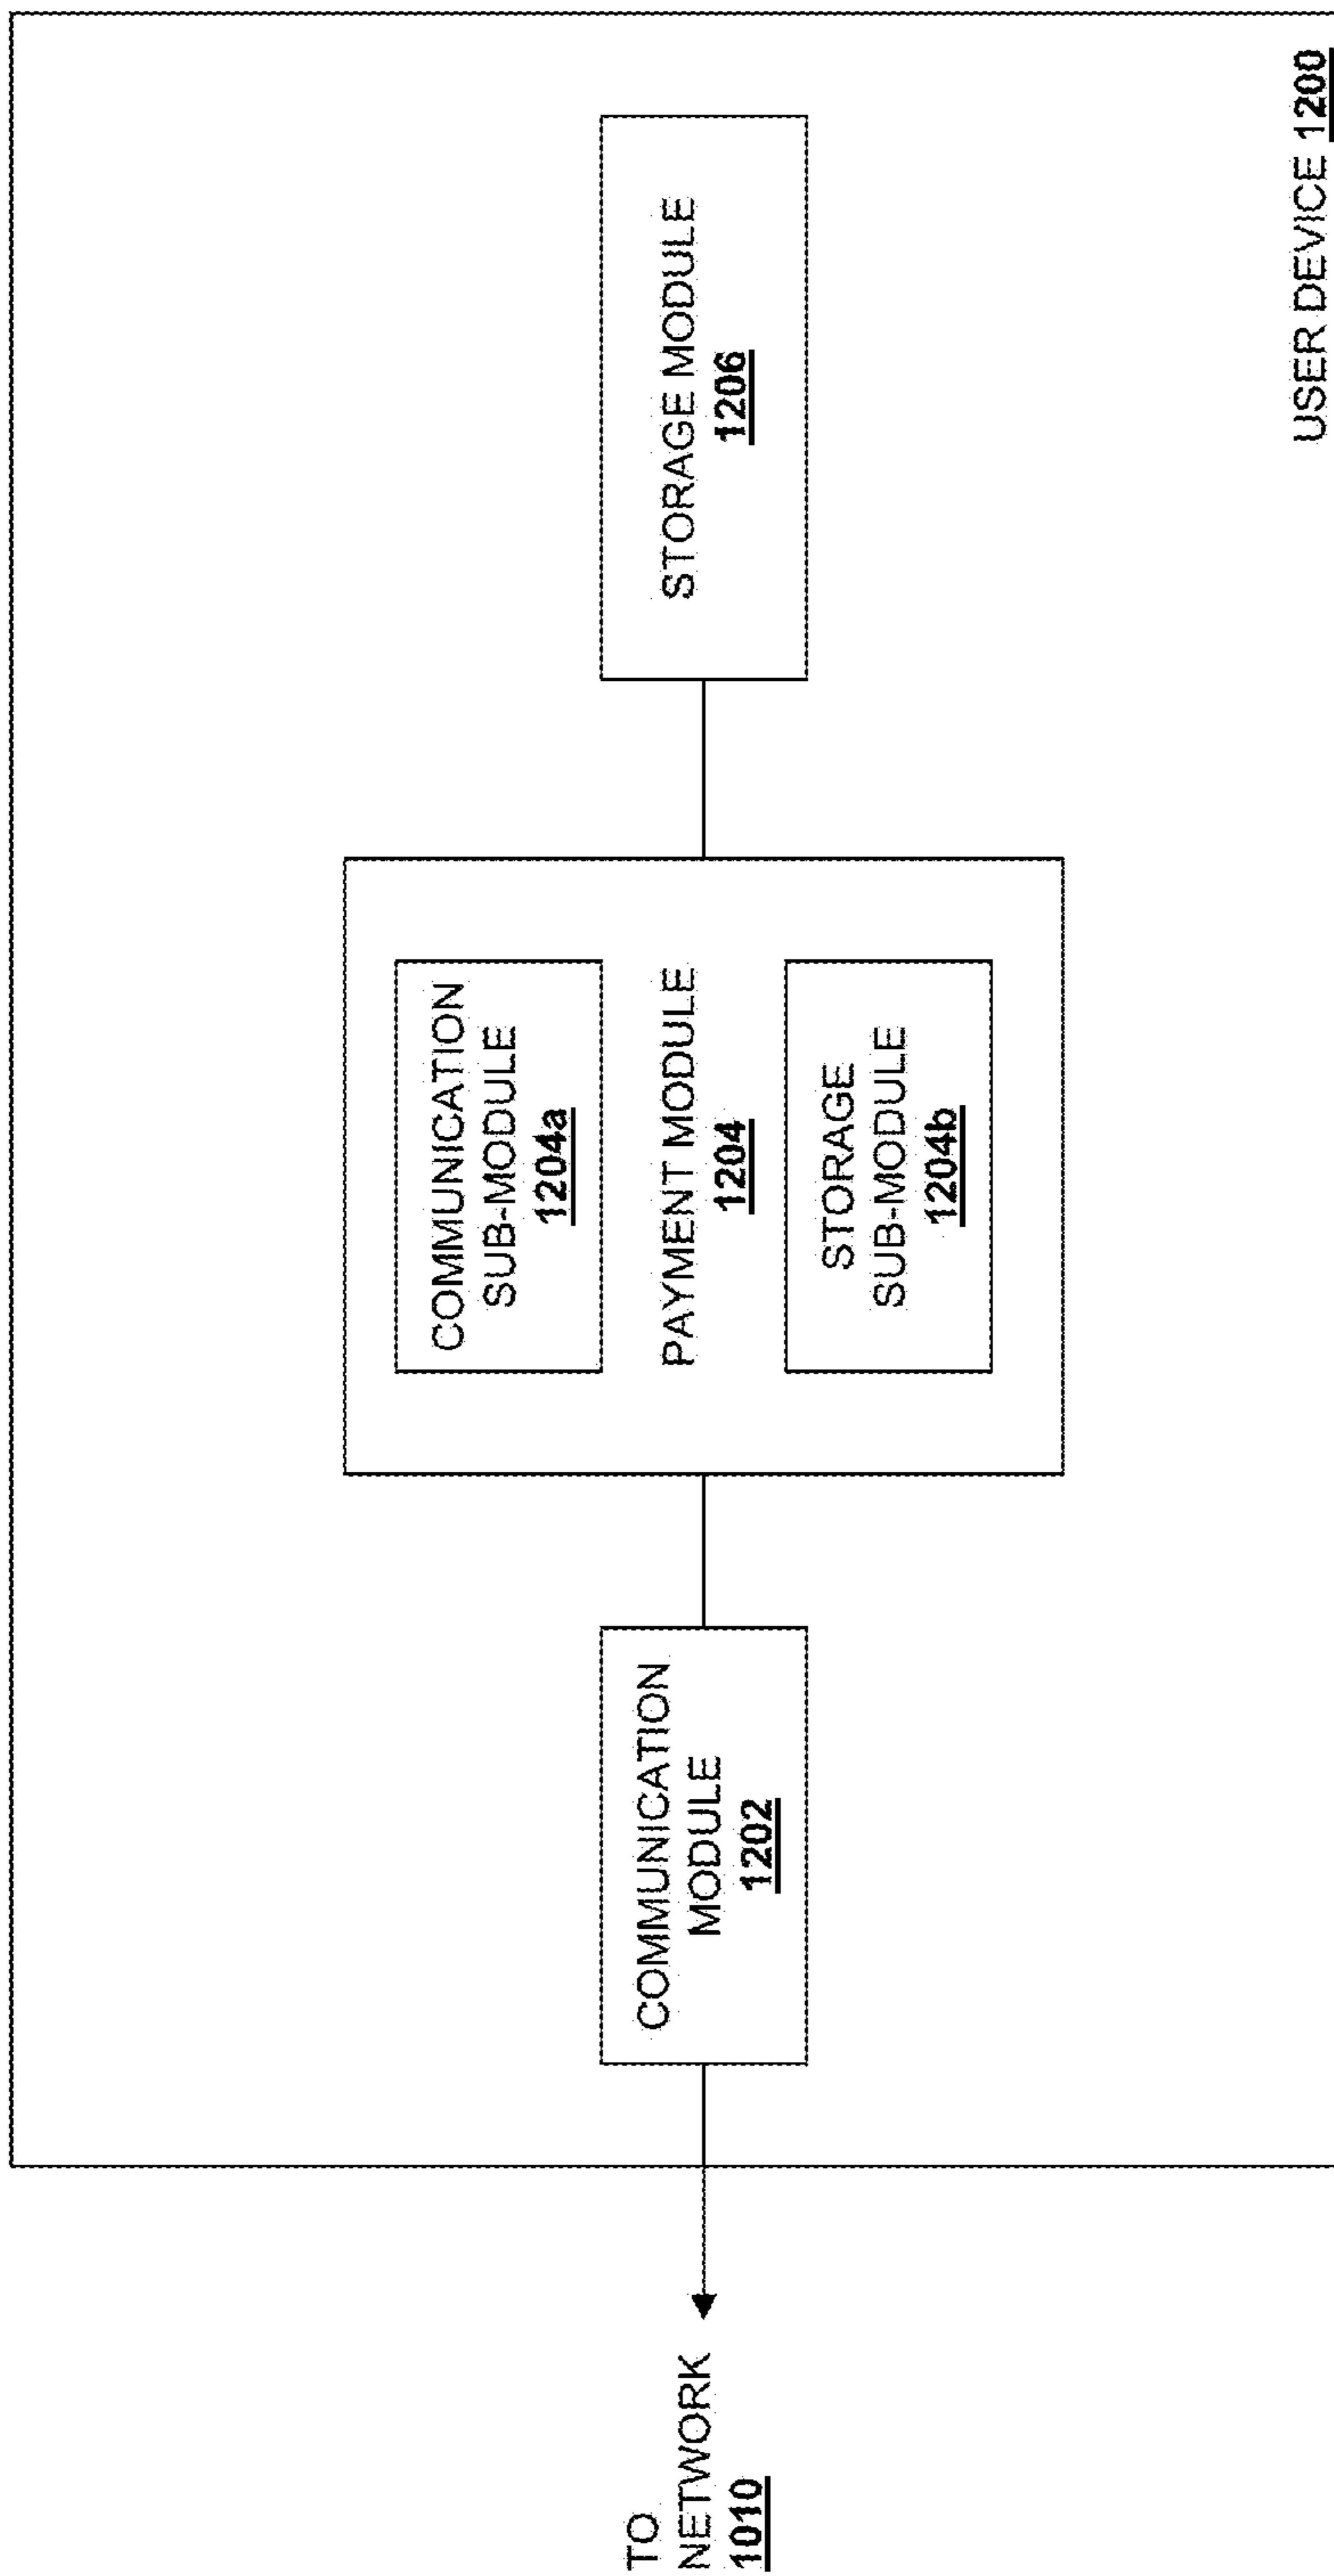 TO
NETWORK
1010
COMMUNICATION
MODULE
1202
COMMUNICATION
SUB-MODULE
1204a
PAYMENT MODULE
1204
STORAGE
SUB-MODULE
1204b
STORAGE MODULE
1206
USER DEVICE 1200